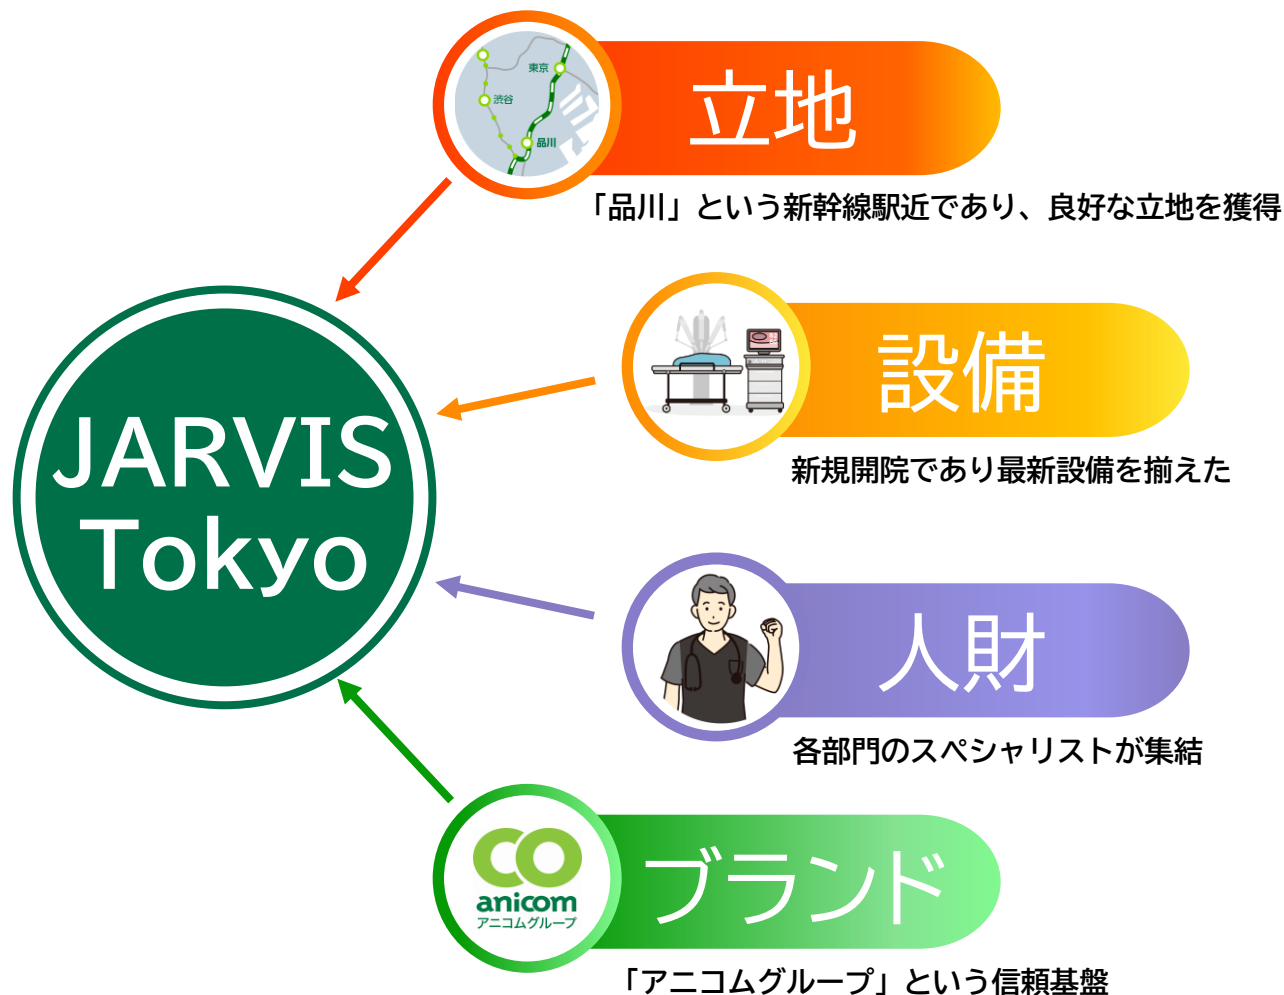 東京
渋谷
品川
立地
「品川」という新幹線駅近であり、良好な立地を獲得
設備
新規開院であり最新設備を揃えた
JARVIS
Tokyo
人財
各部門のスペシャリストが集結
anicom
アニコムグループ
ブランド
「アニコムグループ」という信頼基盤